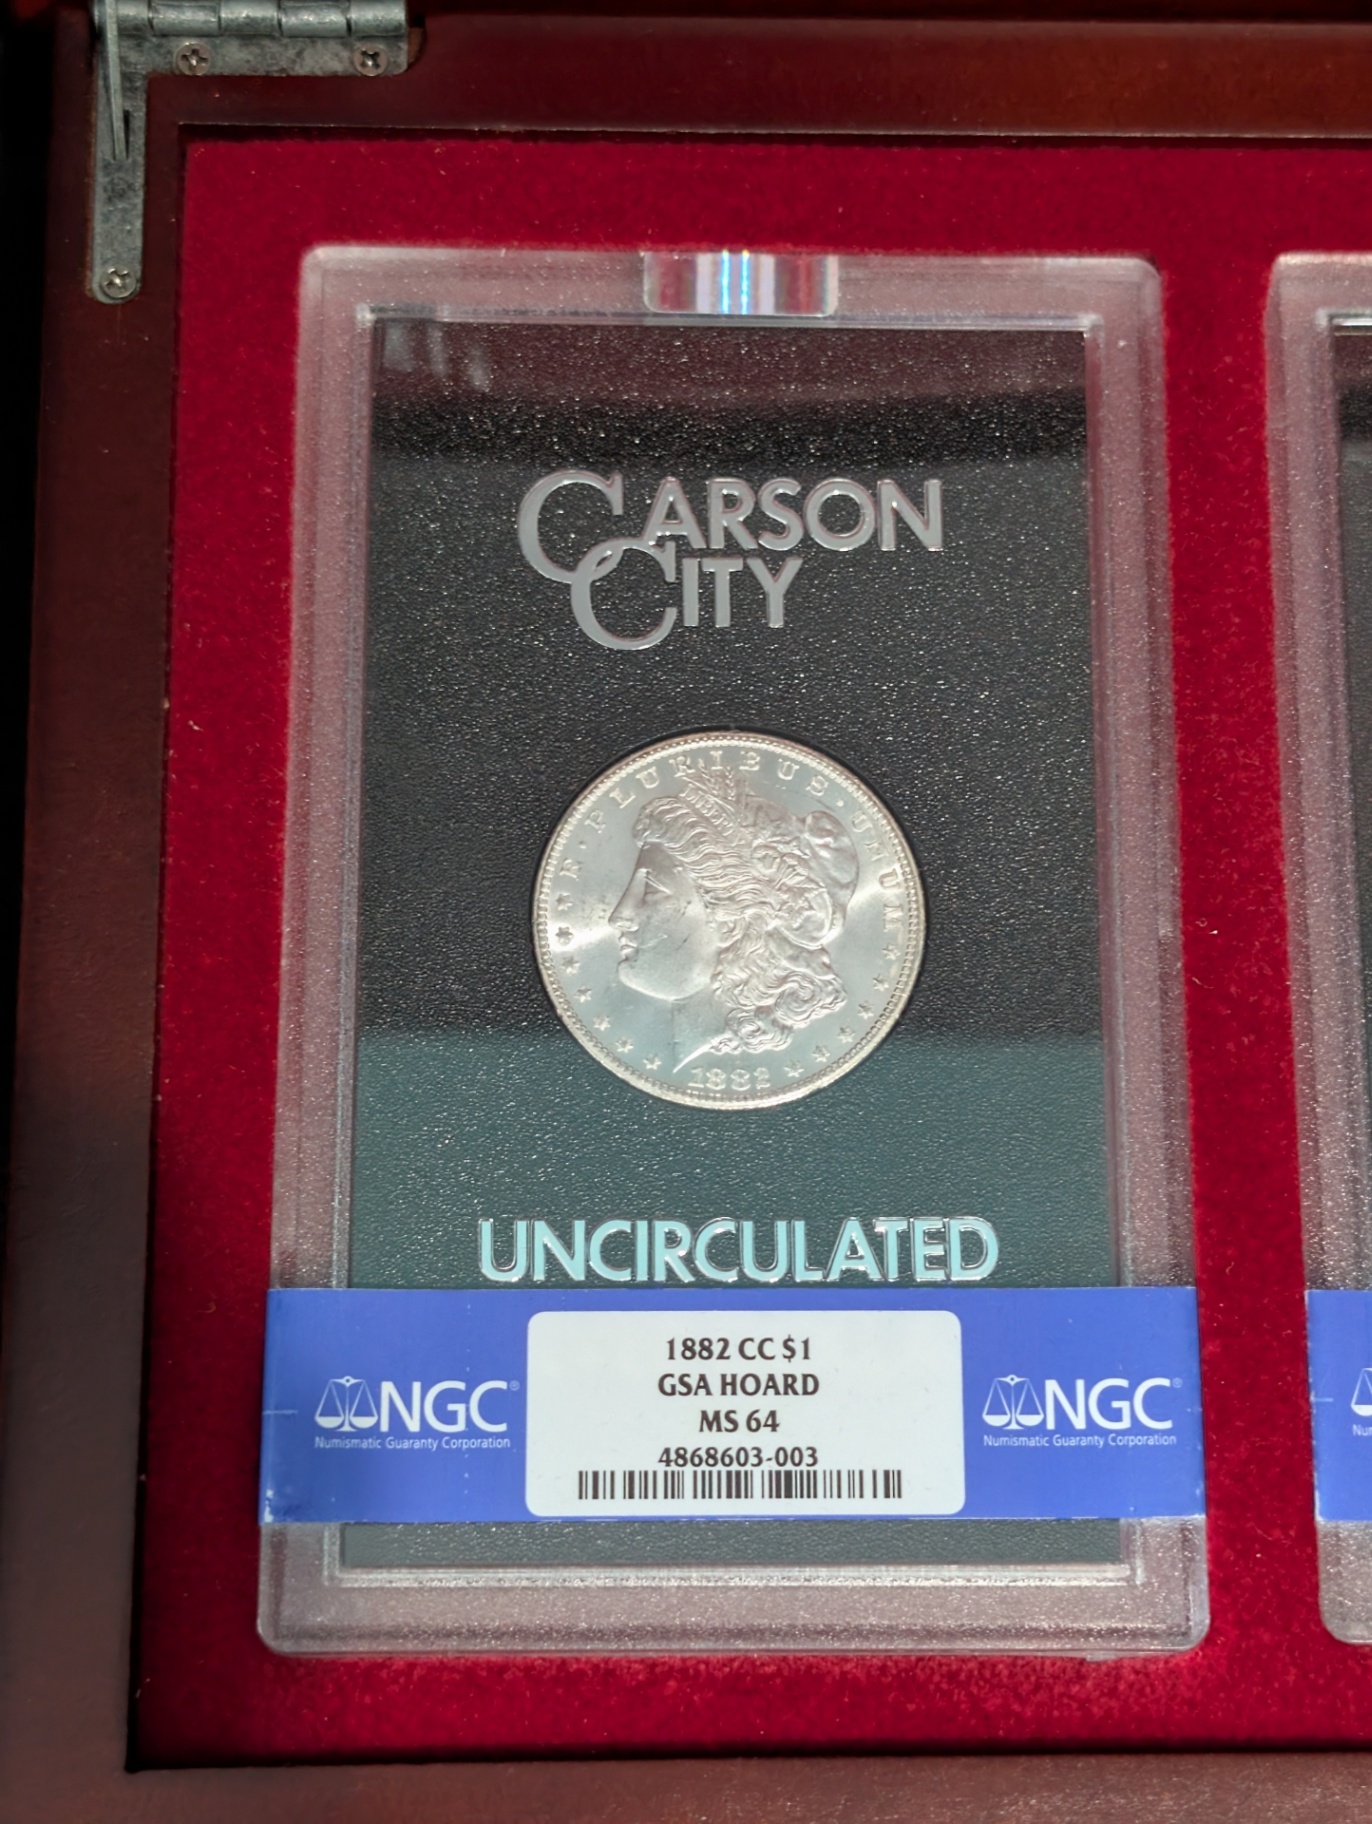 CARSON
CITY
E · PLURIBUS · UNUM
1882
UNCIRCULATED
NGC®
Numismatic Guaranty Corporation
1882 CC $1
GSA HOARD
MS 64
4868603-003
NGC®
Numismatic Guaranty Corporation